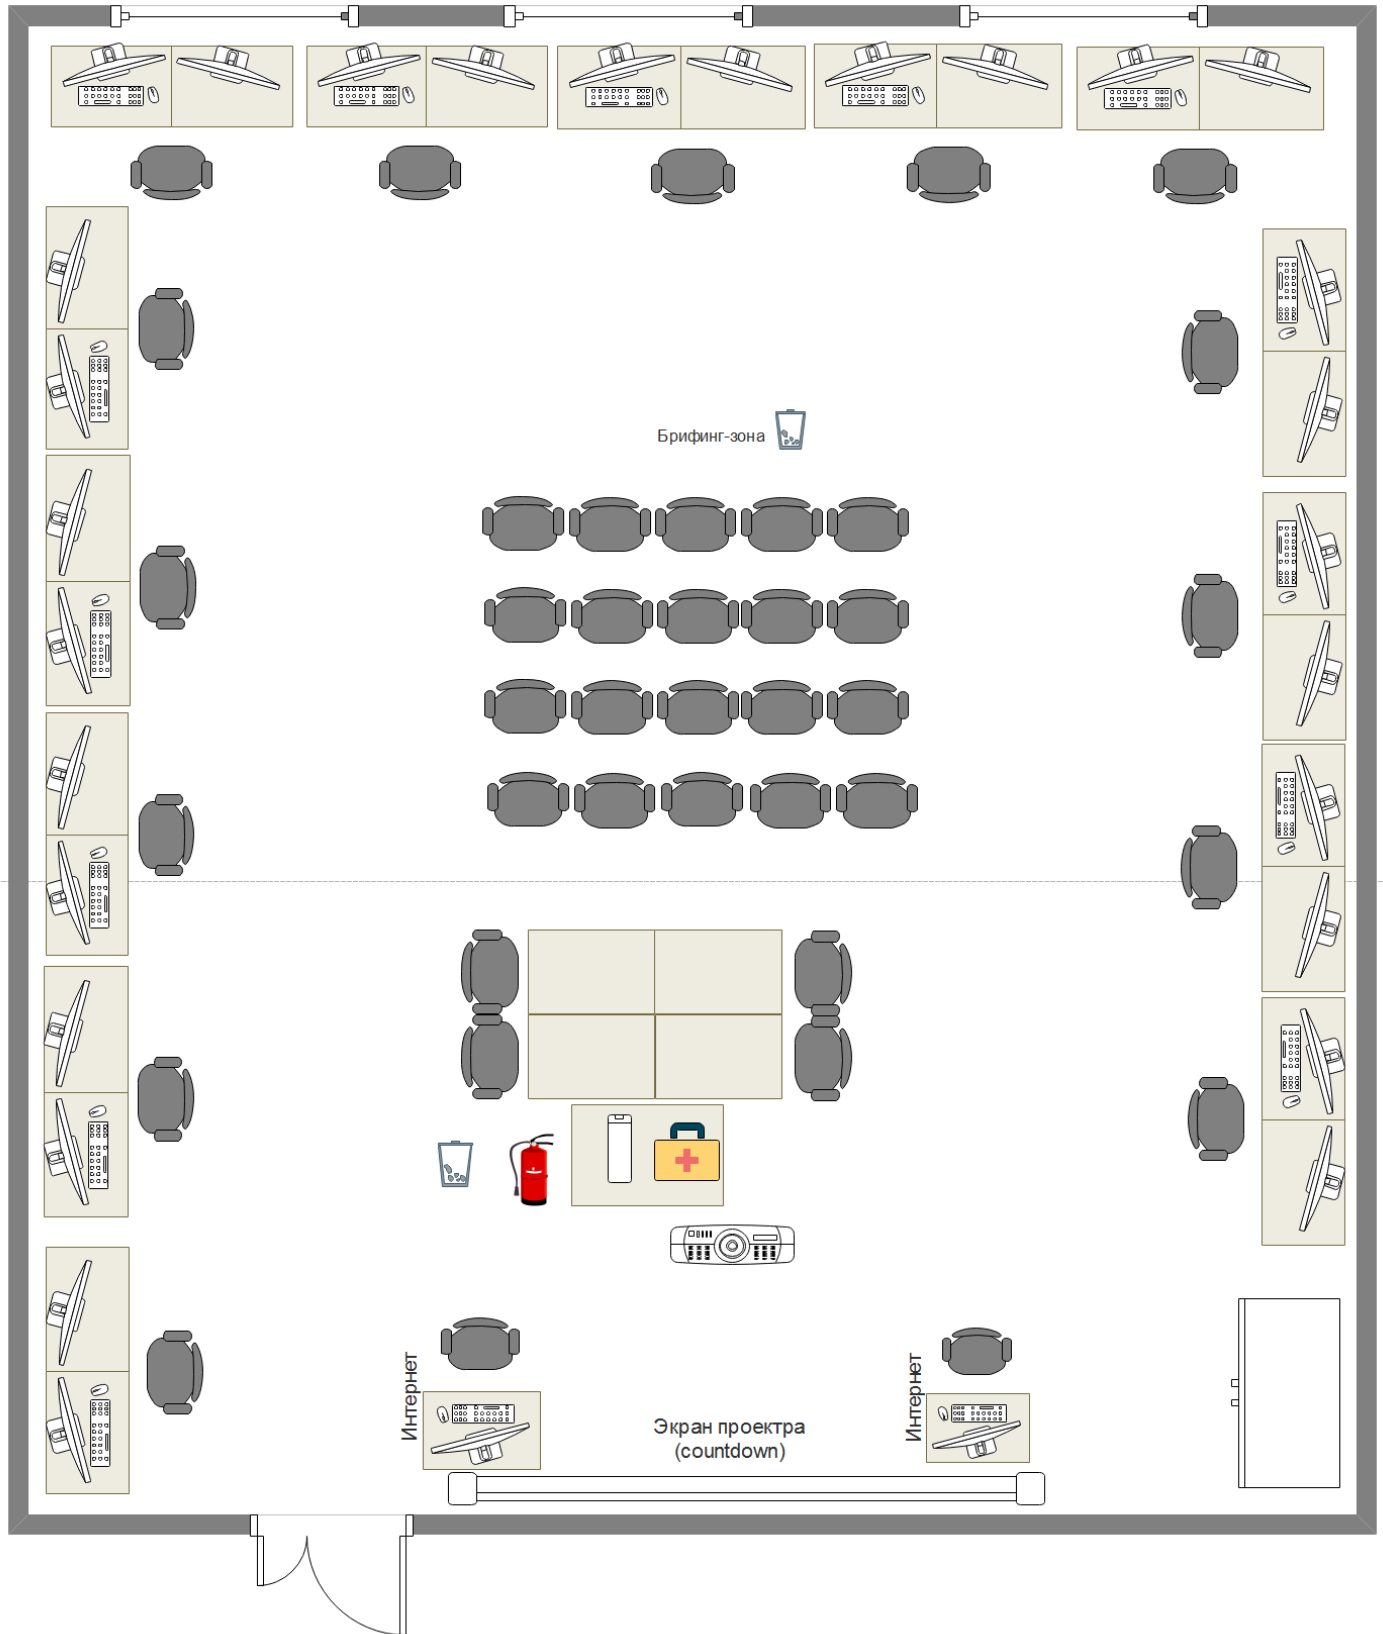 Брифинг-зона
Интернет
Экран проектра
(countdown)
Интернет